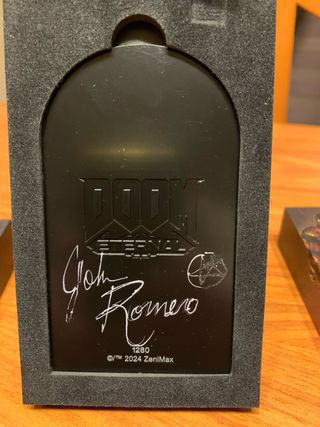 DOOM
ETERNAL
John
Romero
1280
©/™ 2024 ZeniMax